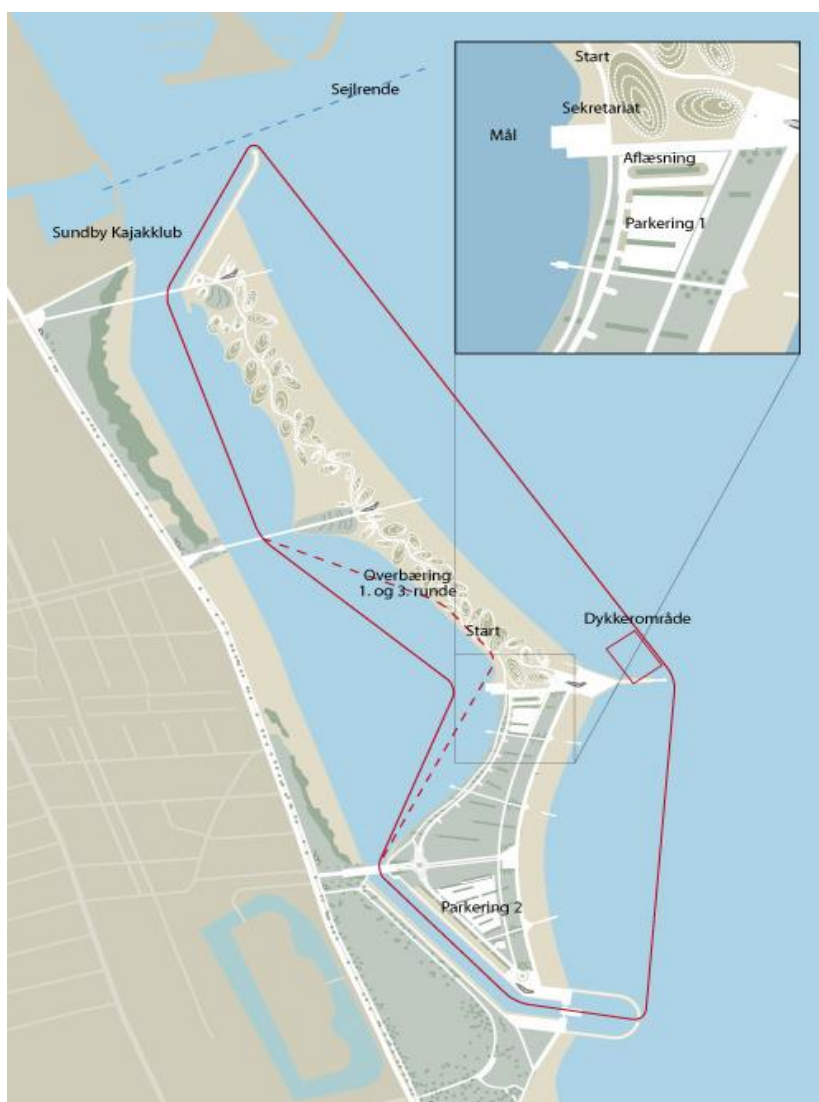 Start
Sejlrende
Sekretariat
Mål
Aflæsning
Sundby Kajakklub
Parkering 1
Overbæring
1. og 3. runde
Dykkerområde
Start
Parkering 2